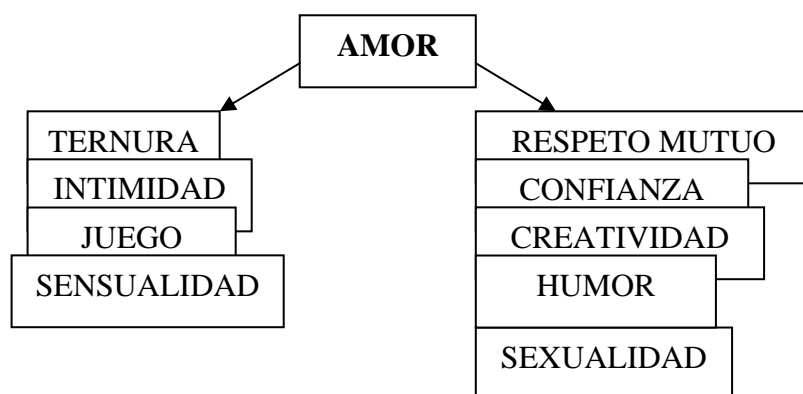 AMOR
TERNURA
INTIMIDAD
JUEGO
SENSUALIDAD
RESPETO MUTUO
CONFIANZA
CREATIVIDAD
HUMOR
SEXUALIDAD